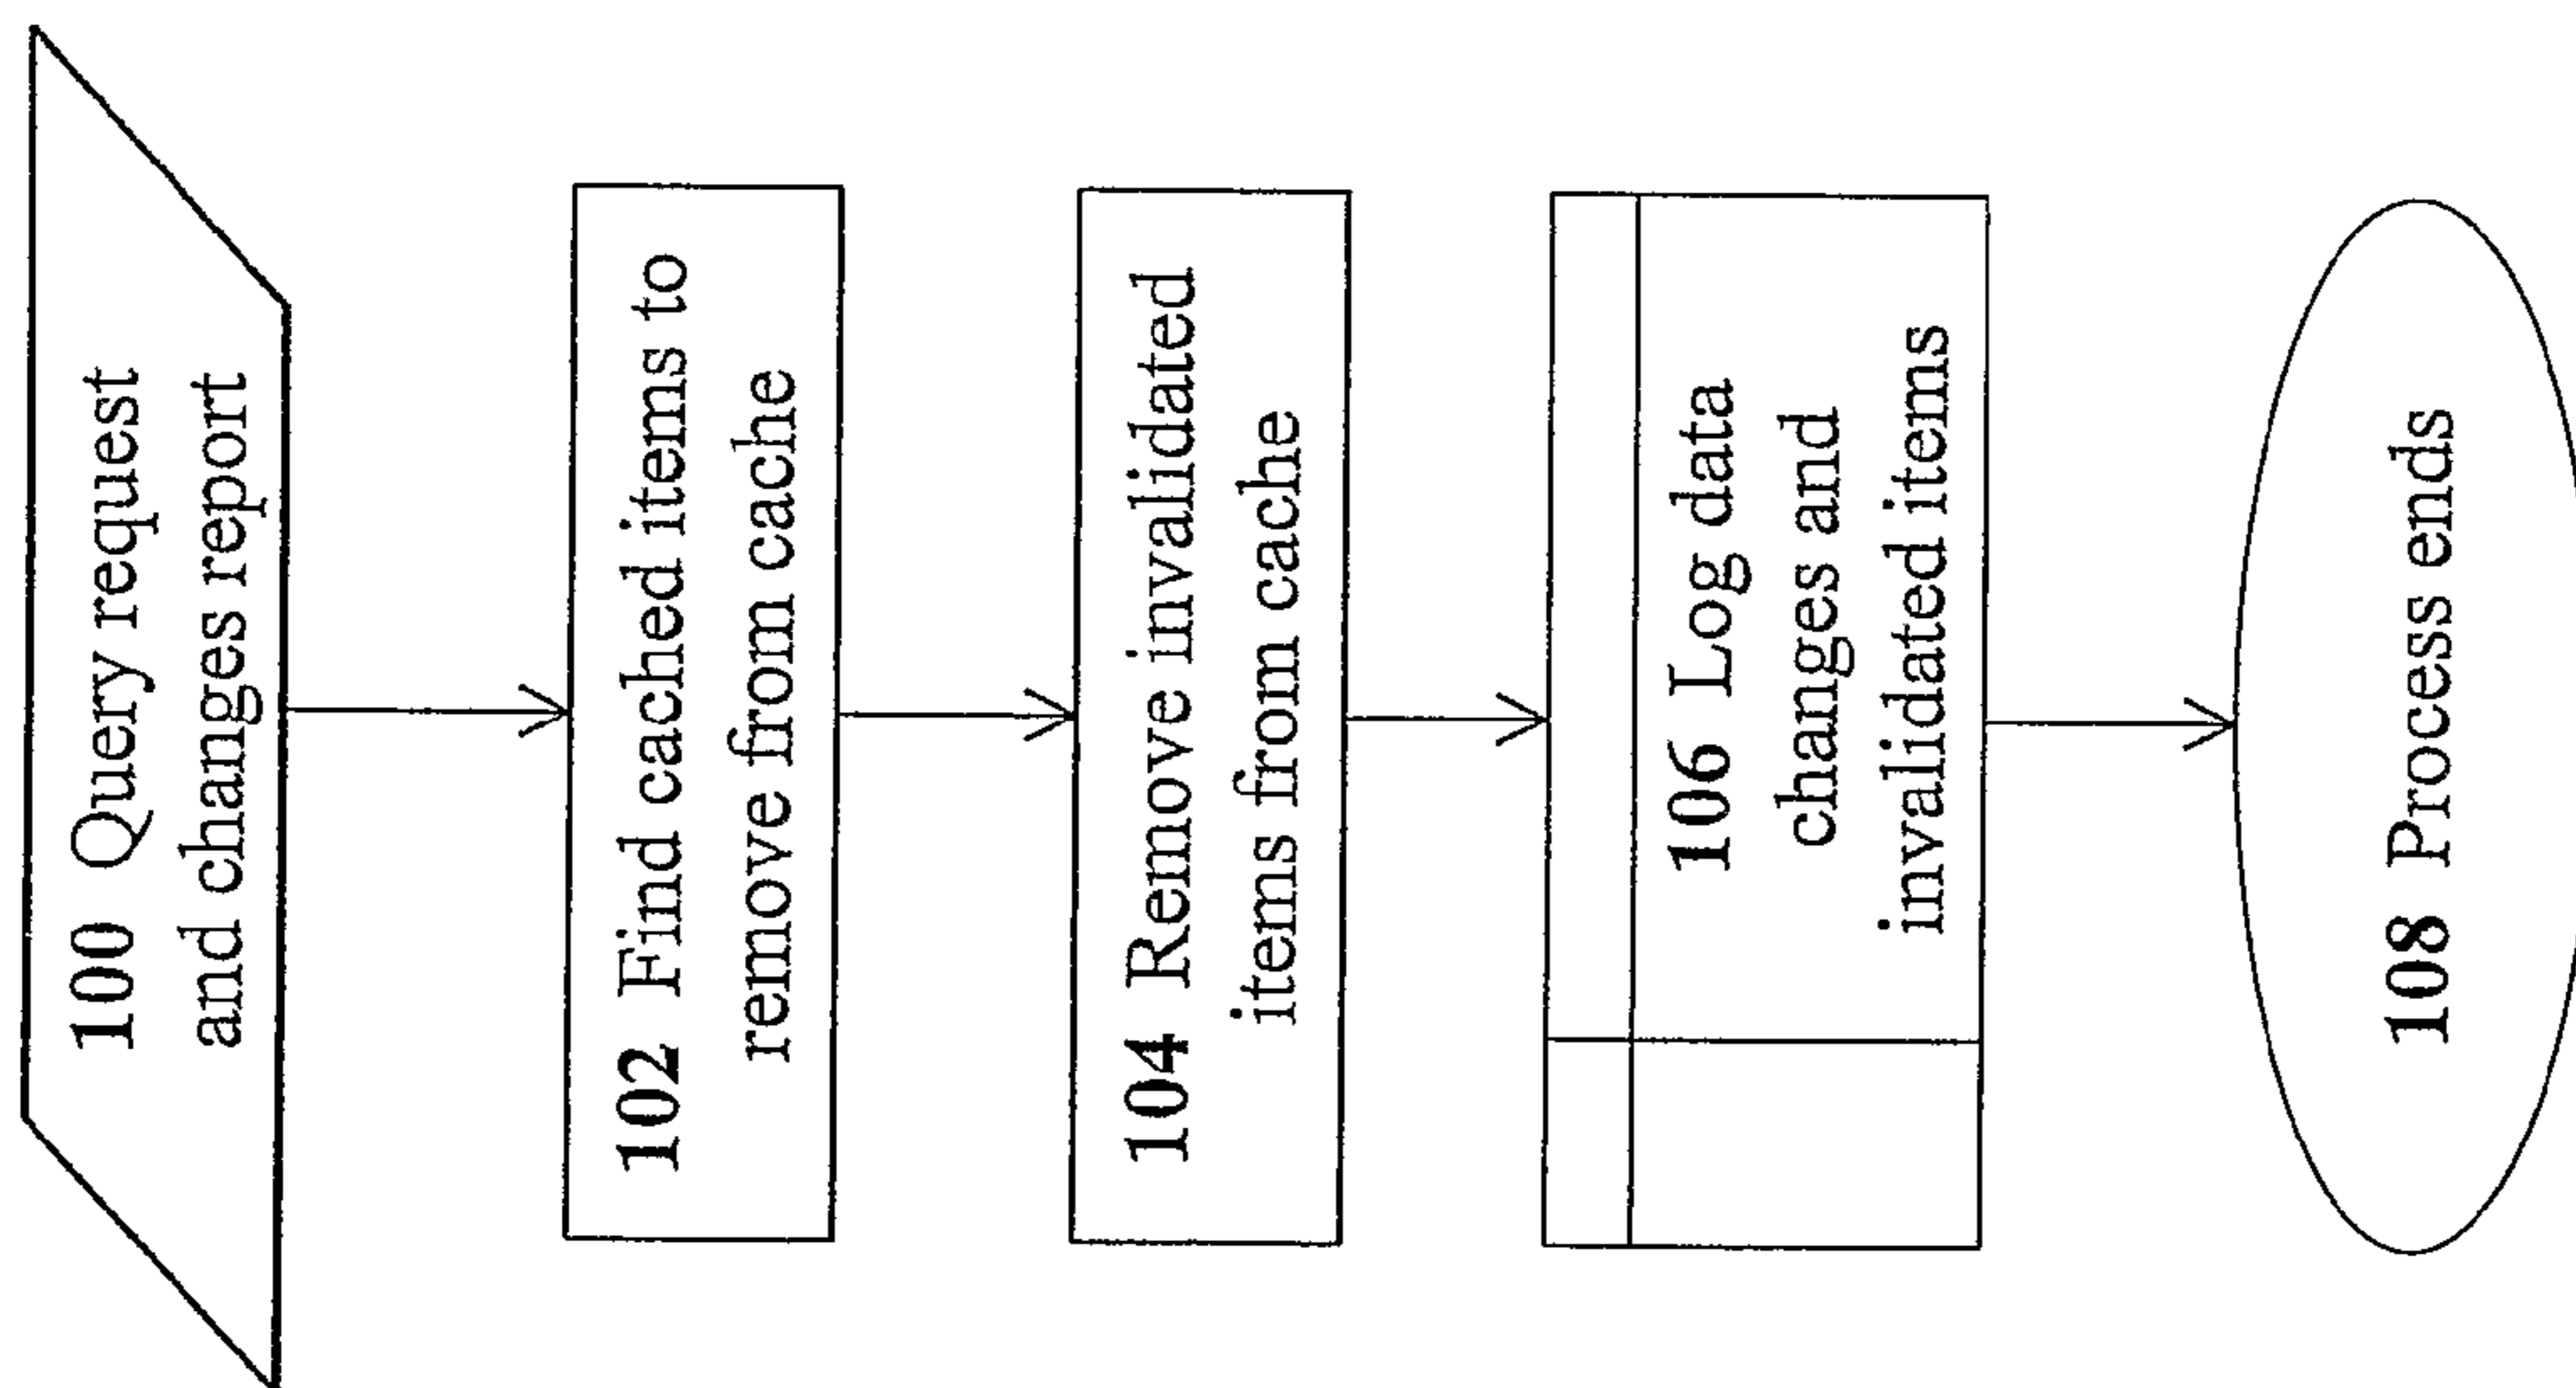 100 Query request
and changes report
102 Find cached items to
remove from cache
104 Remove invalidated
items from cache
106 Log data
changes and
invalidated items
108 Process ends